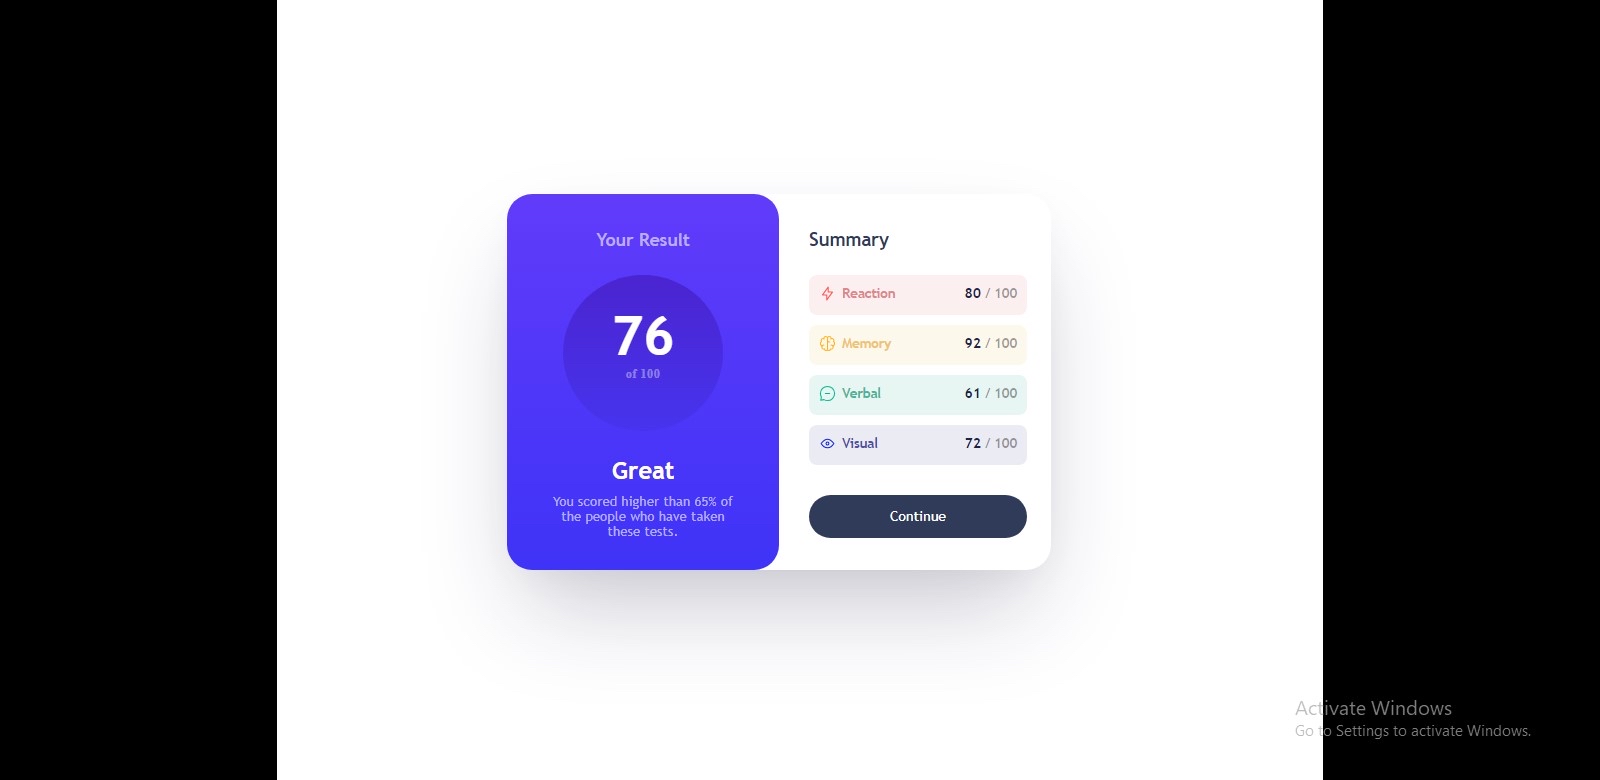 Your Result
76
of 100
Great
You scored higher than 65% of
the people who have taken
these tests.
Summary
Reaction 80 / 100
Memory 92 / 100
Verbal 61 / 100
Visual 72 / 100
Continue
Activate Windows
Go to Settings to activate Windows.